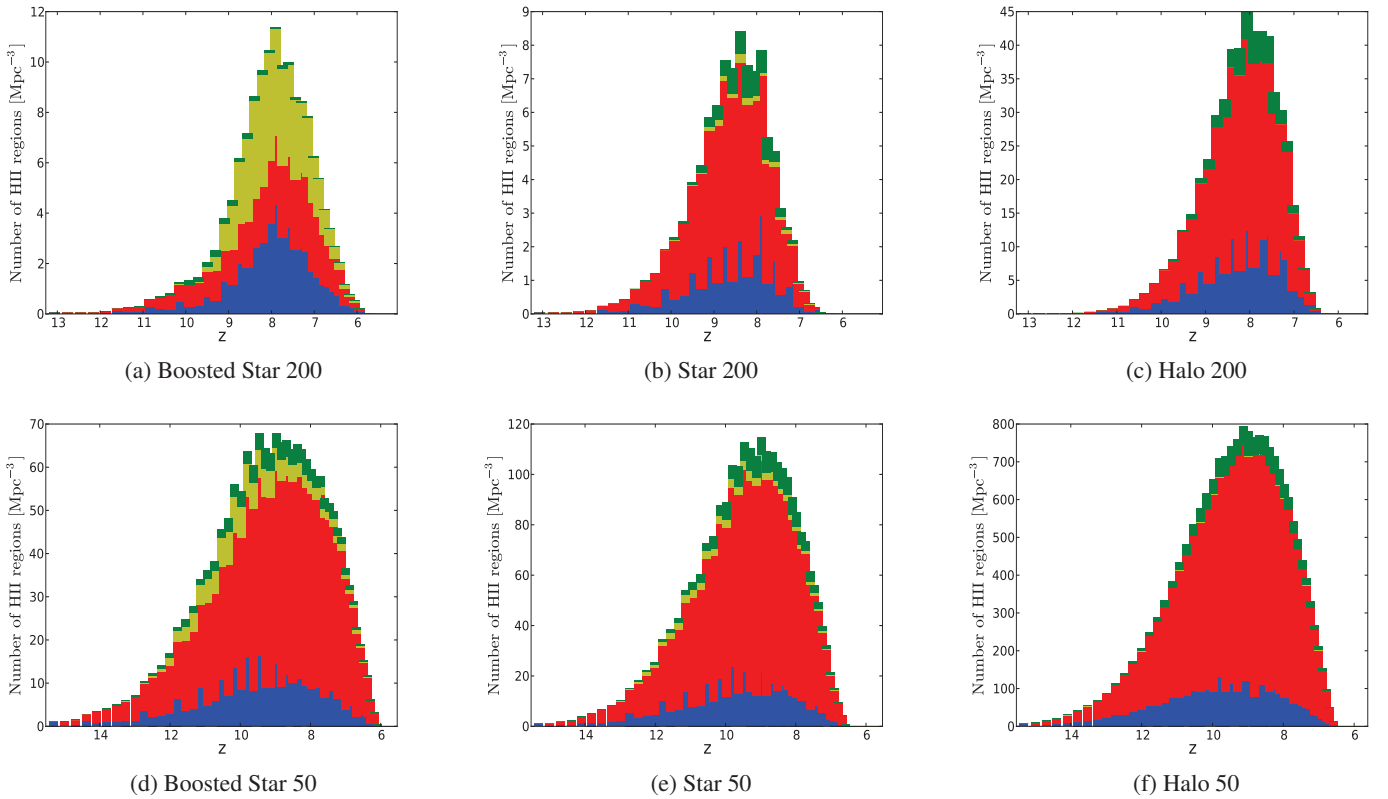 12
10
8
6
4
2
0
Number of HII regions [Mpc⁻³]
13 12 11 10 9 8 7 6
z
(a) Boosted Star 200
9
8
7
6
5
4
3
2
1
0
Number of HII regions [Mpc⁻³]
13 12 11 10 9 8 7 6
z
(b) Star 200
45
40
35
30
25
20
15
10
5
0
Number of HII regions [Mpc⁻³]
13 12 11 10 9 8 7 6
z
(c) Halo 200
70
60
50
40
30
20
10
0
Number of HII regions [Mpc⁻³]
14 12 10 8 6
z
(d) Boosted Star 50
120
100
80
60
40
20
0
Number of HII regions [Mpc⁻³]
14 12 10 8 6
z
(e) Star 50
800
700
600
500
400
300
200
100
0
Number of HII regions [Mpc⁻³]
14 12 10 8 6
z
(f) Halo 50